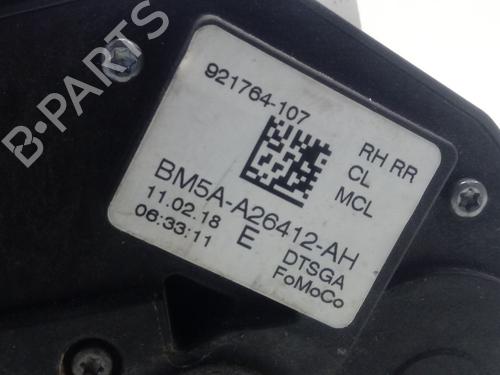 B-PARTS
921764-107
RH RR
CL
MCL
BM5A-A26412-AH
11.02.18
06:33:11
E
DTSGA
FoMoCo